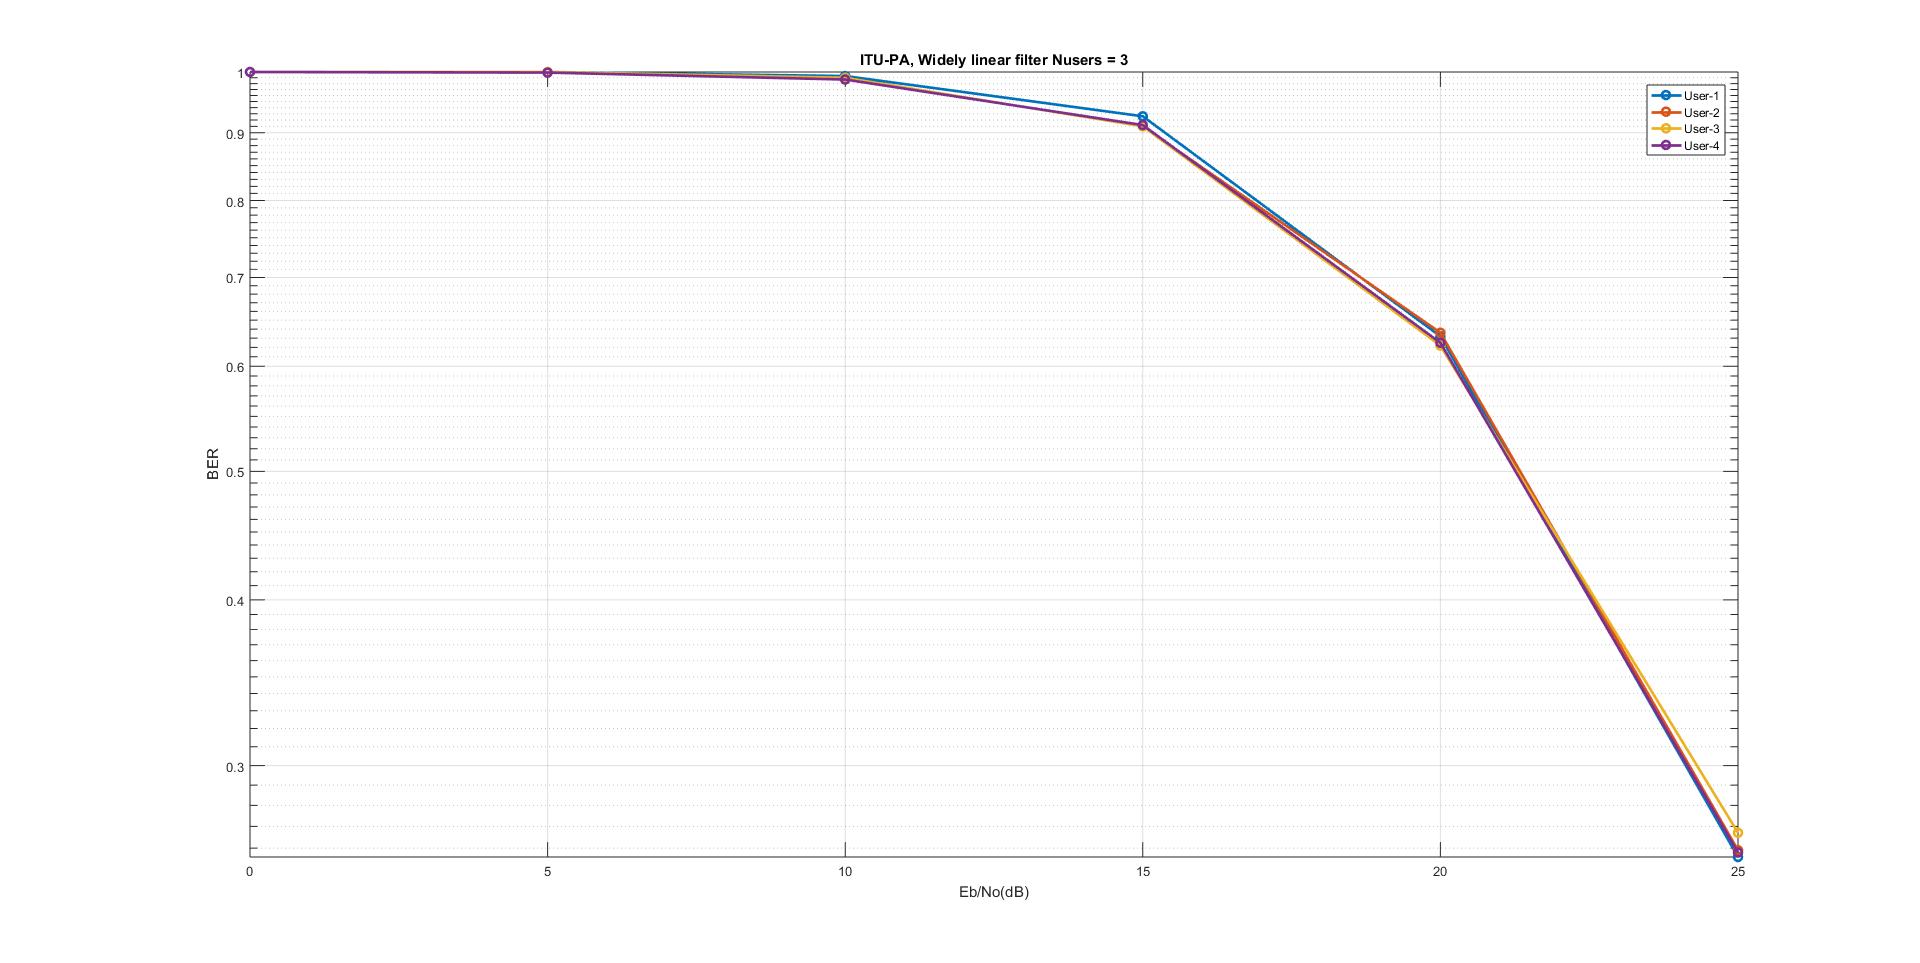 ITU-PA, Widely linear filter Nusers = 3
User-1
User-2
User-3
User-4
1
0.9
0.8
0.7
0.6
0.5
0.4
0.3
BER
0 5 10 15 20 25
Eb/No(dB)